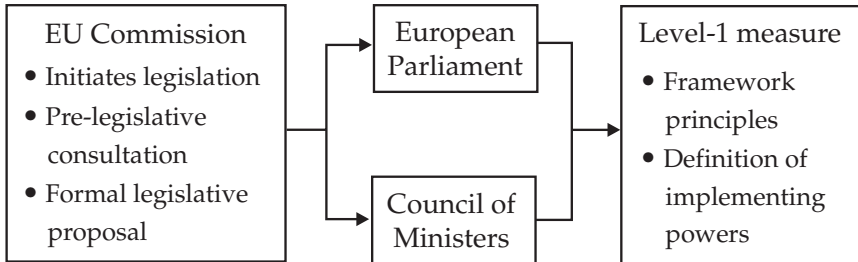 EU Commission
• Initiates legislation
• Pre-legislative
consultation
• Formal legislative
proposal
European
Parliament
Council of
Ministers
Level-1 measure
• Framework
principles
• Definition of
implementing
powers